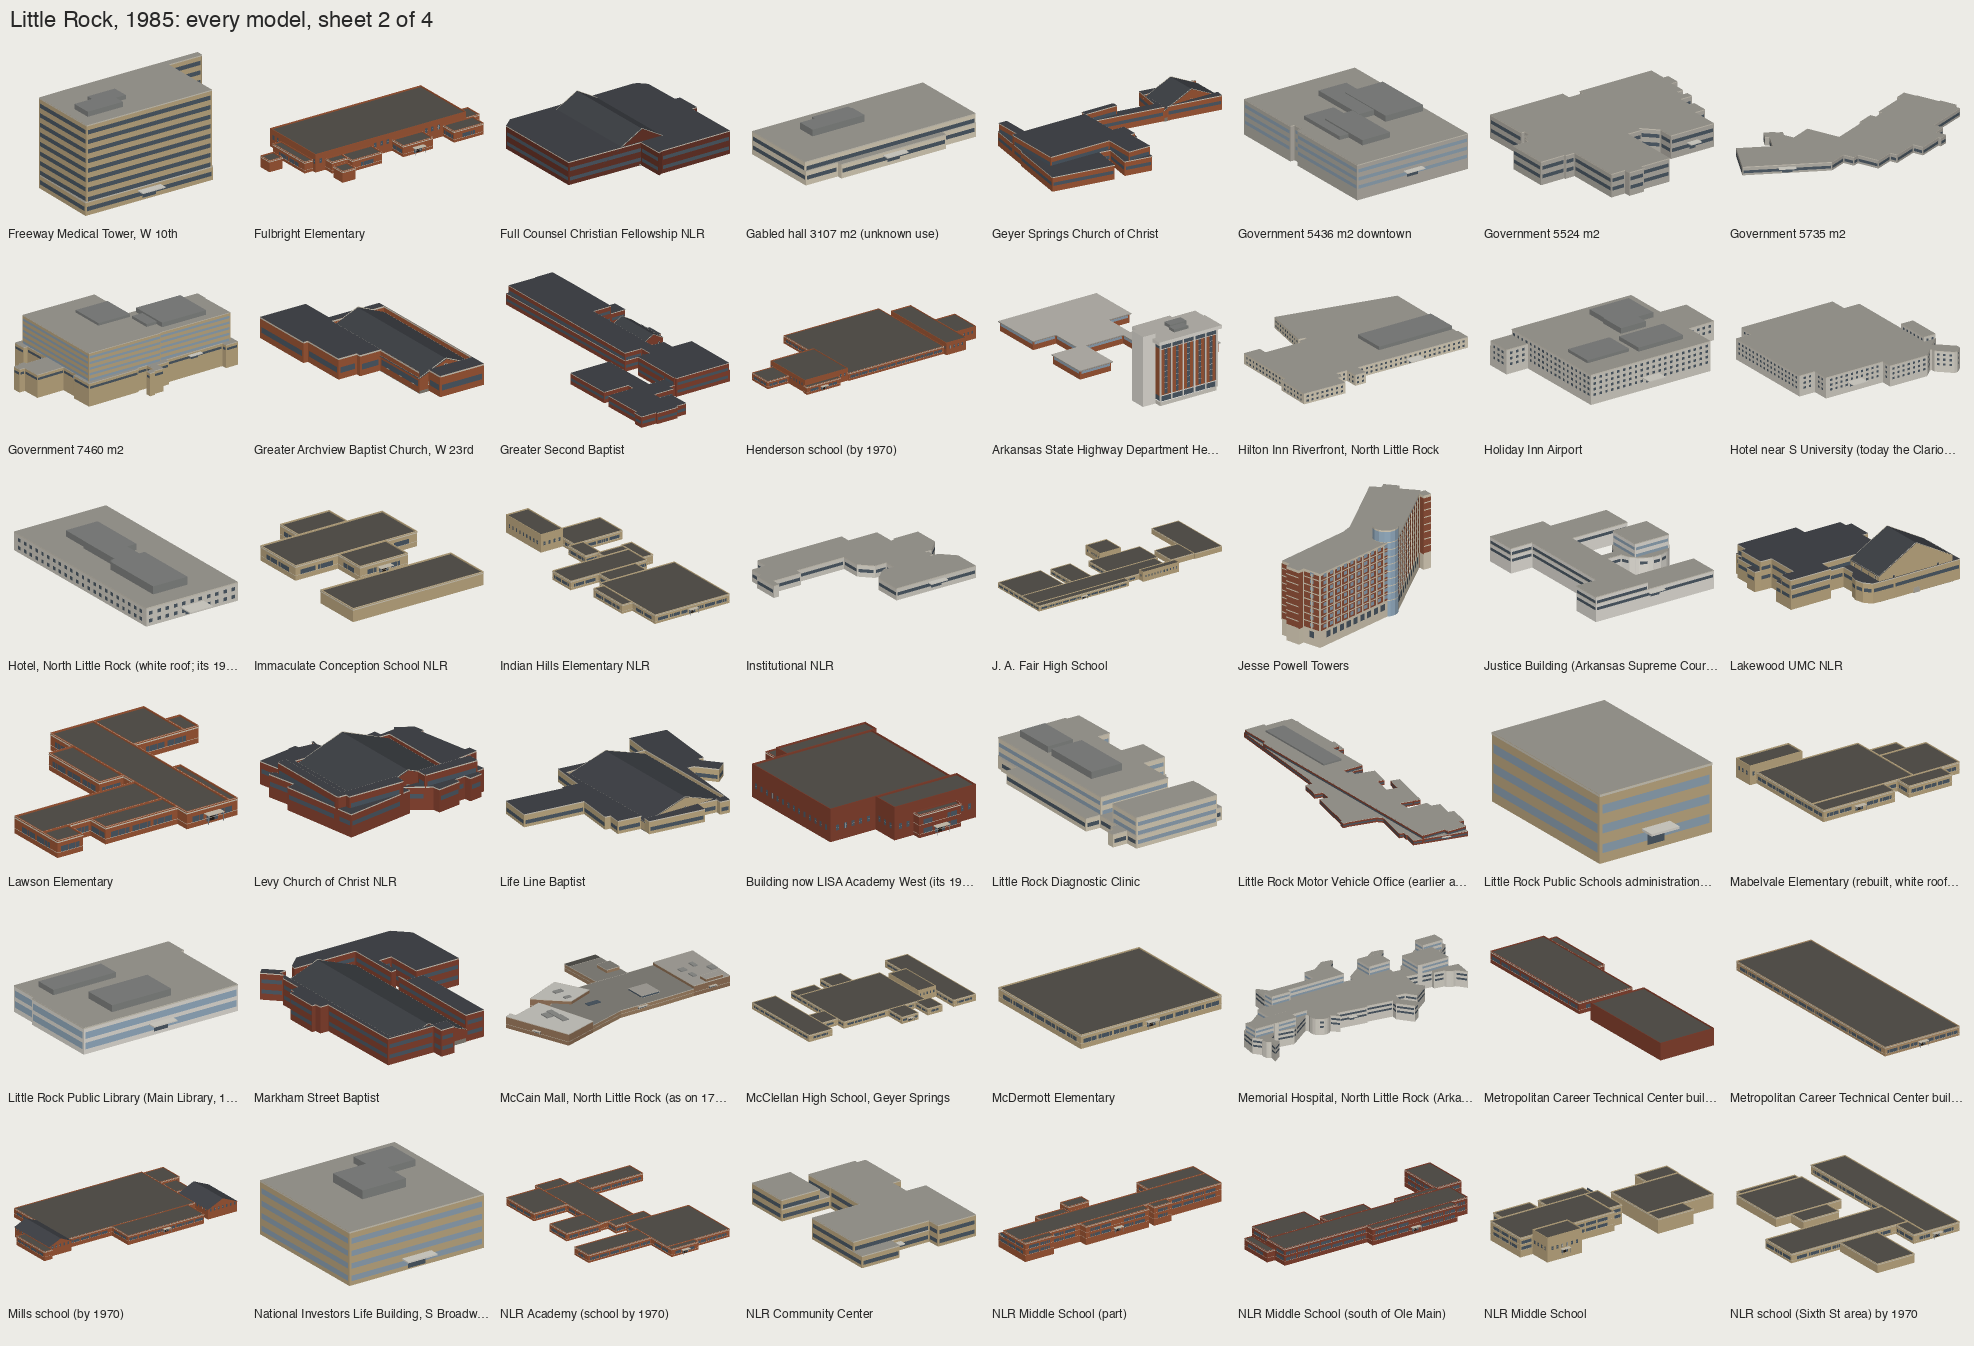 Little Rock, 1985: every model, sheet 2 of 4
Freeway Medical Tower, W 10th
Fulbright Elementary
Full Counsel Christian Fellowship NLR
Gabled hall 3107 m2 (unknown use)
Geyer Springs Church of Christ
Government 5436 m2 downtown
Government 5524 m2
Government 5735 m2
Government 7460 m2
Greater Archview Baptist Church, W 23rd
Greater Second Baptist
Henderson school (by 1970)
Arkansas State Highway Department He...
Hilton Inn Riverfront, North Little Rock
Holiday Inn Airport
Hotel near S University (today the Clario...
Hotel, North Little Rock (white roof; its 19...
Immaculate Conception School NLR
Indian Hills Elementary NLR
Institutional NLR
J. A. Fair High School
Jesse Powell Towers
Justice Building (Arkansas Supreme Cour...
Lakewood UMC NLR
Lawson Elementary
Levy Church of Christ NLR
Life Line Baptist
Building now LISA Academy West (its 19...
Little Rock Diagnostic Clinic
Little Rock Motor Vehicle Office (earlier a...
Little Rock Public Schools administration...
Mabelvale Elementary (rebuilt, white roof...
Little Rock Public Library (Main Library, 1...
Markham Street Baptist
McCain Mall, North Little Rock (as on 17...
McClellan High School, Geyer Springs
McDermott Elementary
Memorial Hospital, North Little Rock (Arka...
Metropolitan Career Technical Center buil...
Metropolitan Career Technical Center buil...
Mills school (by 1970)
National Investors Life Building, S Broadw...
NLR Academy (school by 1970)
NLR Community Center
NLR Middle School (part)
NLR Middle School (south of Ole Main)
NLR Middle School
NLR school (Sixth St area) by 1970